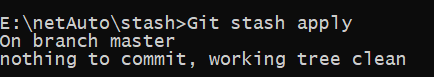 E:\netAuto\stash>Git stash apply
On branch master
nothing to commit, working tree clean